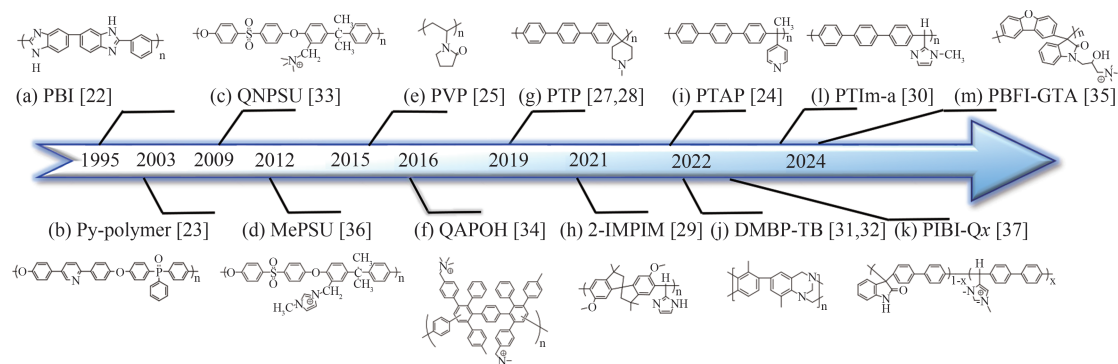 (a) PBI [22]
(c) QNPSU [33]
(e) PVP [25]
(g) PTP [27,28]
(i) PTAP [24]
(l) PTIm-a [30]
(m) PBFI-GTA [35]
1995
2003
2009
2012
2015
2016
2019
2021
2022
2024
(b) Py-polymer [23]
(d) MePSU [36]
(f) QAPOH [34]
(h) 2-IMPIM [29]
(j) DMBP-TB [31,32]
(k) PIBI-Qx [37]